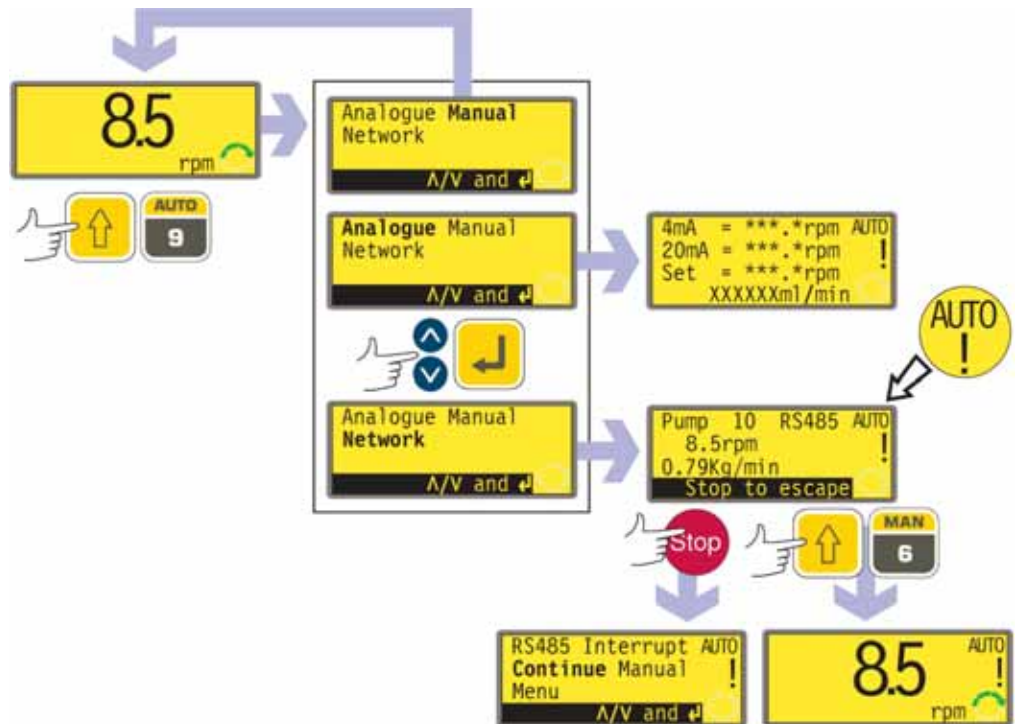 8.5
rpm
AUTO
9
Analogue Manual
Network
∧/∨ and ↵
Analogue Manual
Network
∧/∨ and ↵
4mA = ***.*rpm AUTO
20mA = ***.*rpm !
Set = ***.*rpm
XXXXXXml/min
AUTO
!
Analogue Manual
Network
∧/∨ and ↵
Pump 10 RS485 AUTO
8.5rpm !
0.79Kg/min
Stop to escape
Stop
MAN
6
RS485 Interrupt AUTO
Continue Manual !
Menu
∧/∨ and ↵
8.5
AUTO
!
rpm